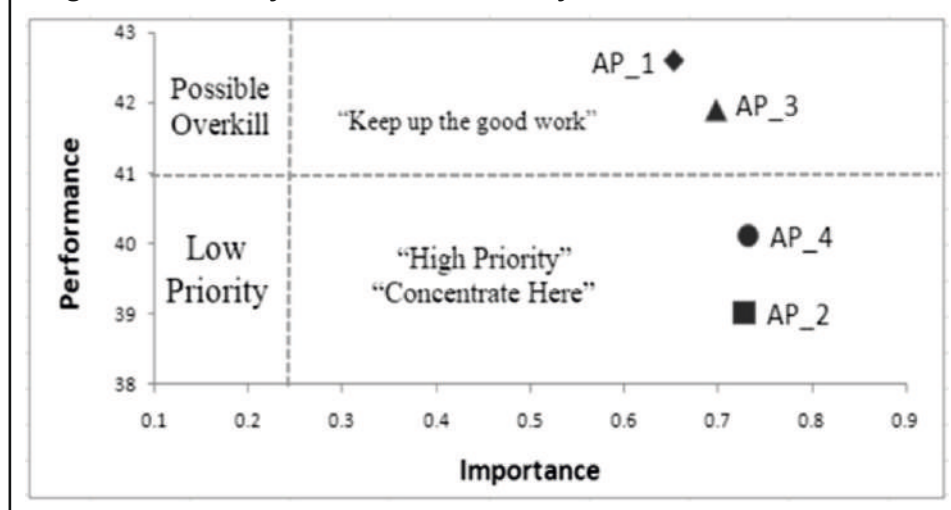 43
42
41
40
39
38
Performance
Possible
Overkill
“Keep up the good work”
AP_1
AP_3
Low
Priority
“High Priority”
“Concentrate Here”
AP_4
AP_2
0.1 0.2 0.3 0.4 0.5 0.6 0.7 0.8 0.9
Importance